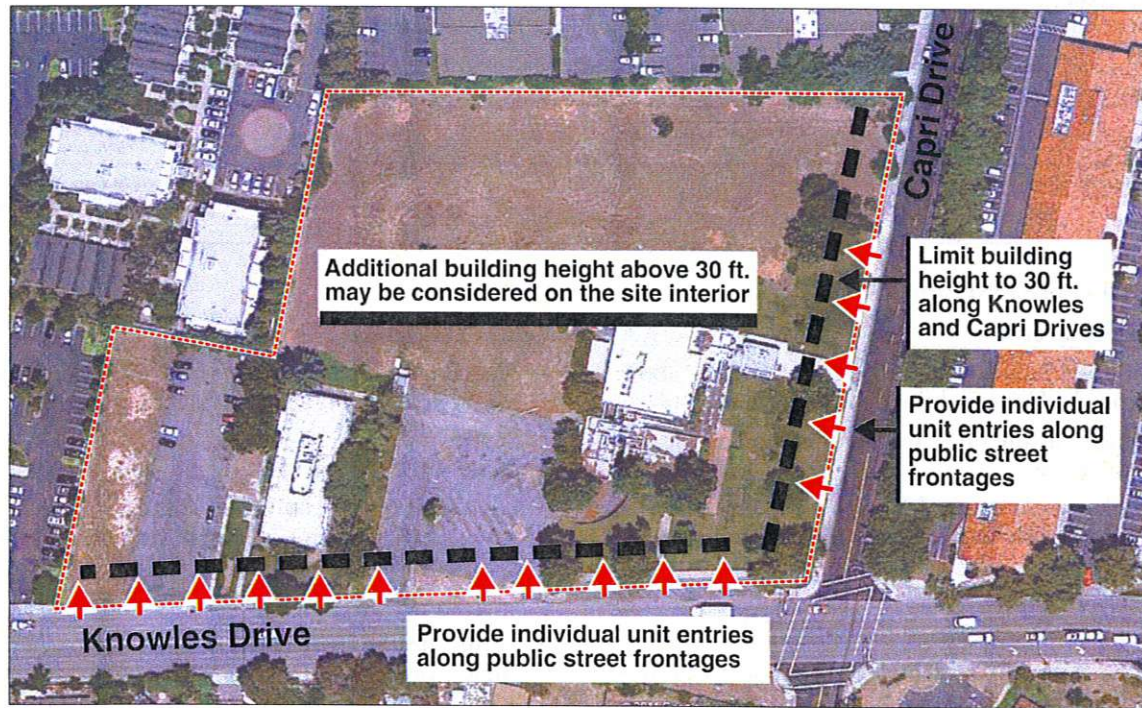 Capri Drive
Additional building height above 30 ft.
may be considered on the site interior
Limit building
height to 30 ft.
along Knowles
and Capri Drives
Provide individual
unit entries along
public street
frontages
Knowles Drive
Provide individual unit entries
along public street frontages